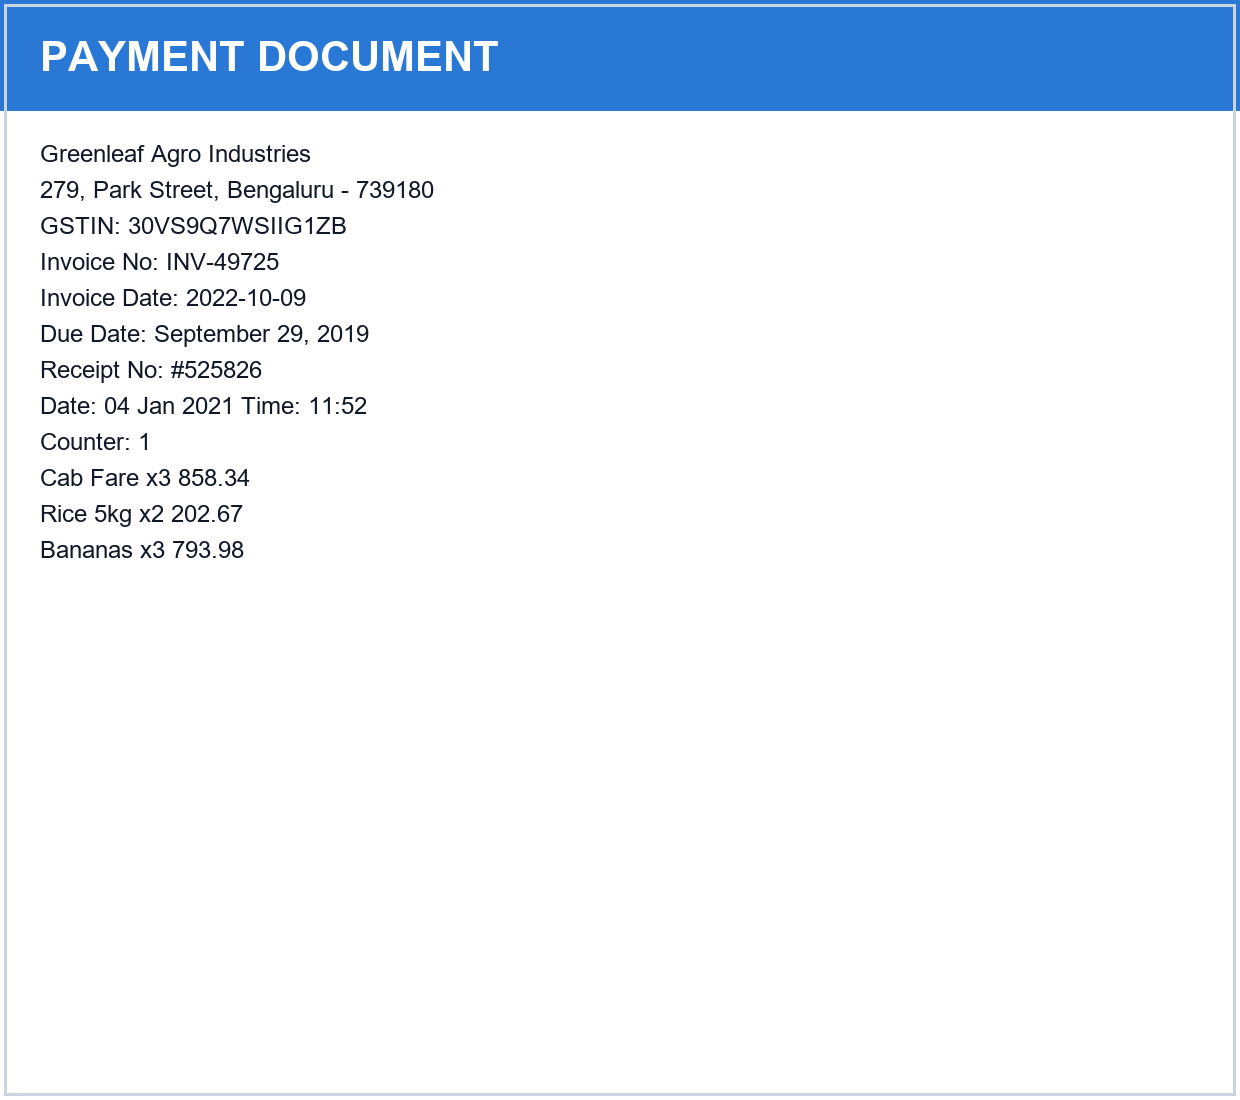 PAYMENT DOCUMENT
Greenleaf Agro Industries
279, Park Street, Bengaluru - 739180
GSTIN: 30VS9Q7WSIIG1ZB
Invoice No: INV-49725
Invoice Date: 2022-10-09
Due Date: September 29, 2019
Receipt No: #525826
Date: 04 Jan 2021 Time: 11:52
Counter: 1
Cab Fare x3 858.34
Rice 5kg x2 202.67
Bananas x3 793.98